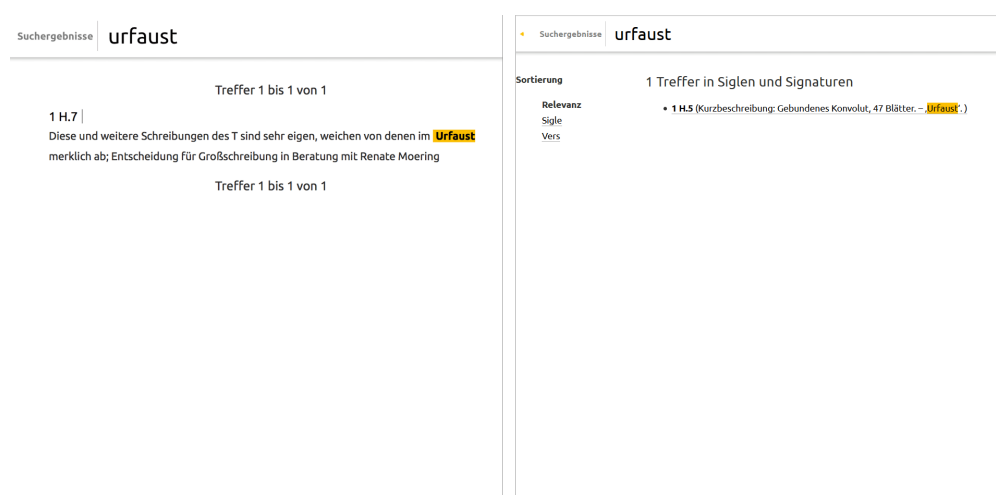 Suchergebnisse urfaust
Treffer 1 bis 1 von 1
1 H.7
Diese und weitere Schreibungen des T sind sehr eigen, weichen von denen im Urfaust
merklich ab; Entscheidung für Großschreibung in Beratung mit Renate Moering
Treffer 1 bis 1 von 1
Suchergebnisse urfaust
Sortierung
Relevanz
Sigle
Vers
1 Treffer in Siglen und Signaturen
• 1 H.5 (Kurzbeschreibung: Gebundenes Konvolut, 47 Blätter. – ‚Urfaust‘. )